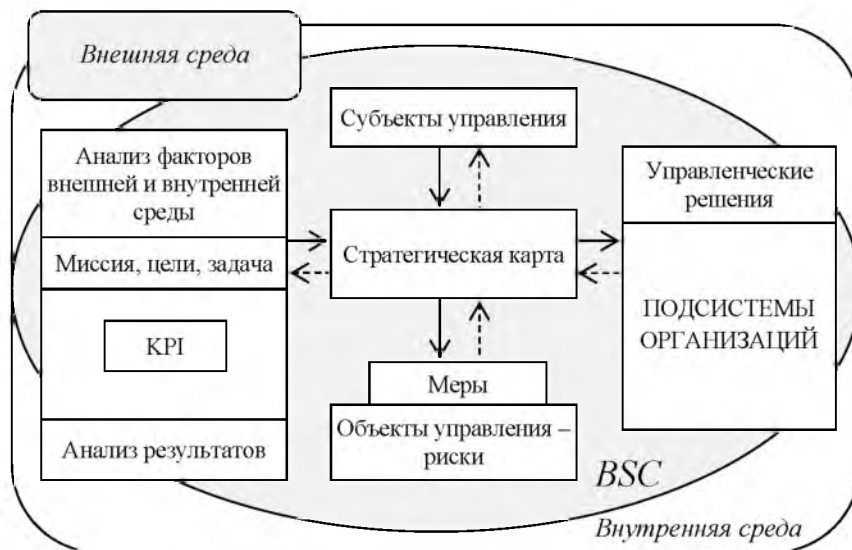 Внешняя среда
Анализ факторов
внешней и внутренней
среды
Миссия, цели, задача
KPI
Анализ результатов
Субъекты управления
Стратегическая карта
Меры
Объекты управления –
риски
Управленческие
решения
ПОДСИСТЕМЫ
ОРГАНИЗАЦИЙ
BSC
Внутренняя среда